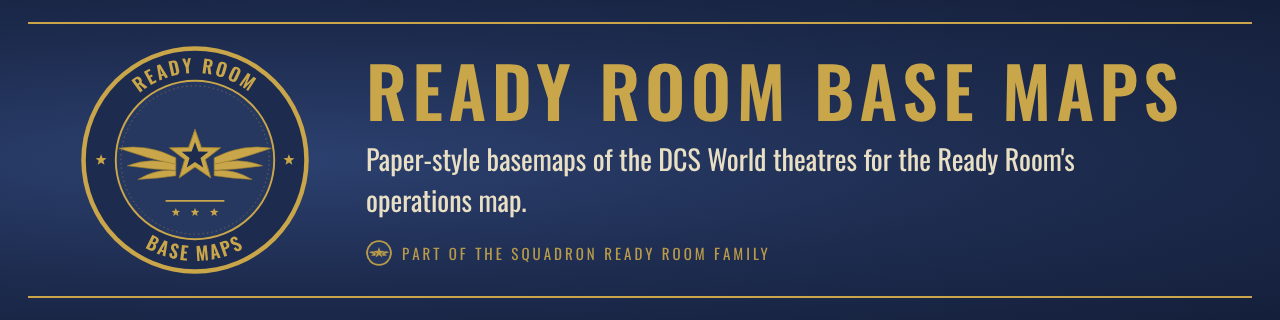 READY ROOM
BASE MAPS
READY ROOM BASE MAPS
Paper-style basemaps of the DCS World theatres for the Ready Room's
operations map.
PART OF THE SQUADRON READY ROOM FAMILY